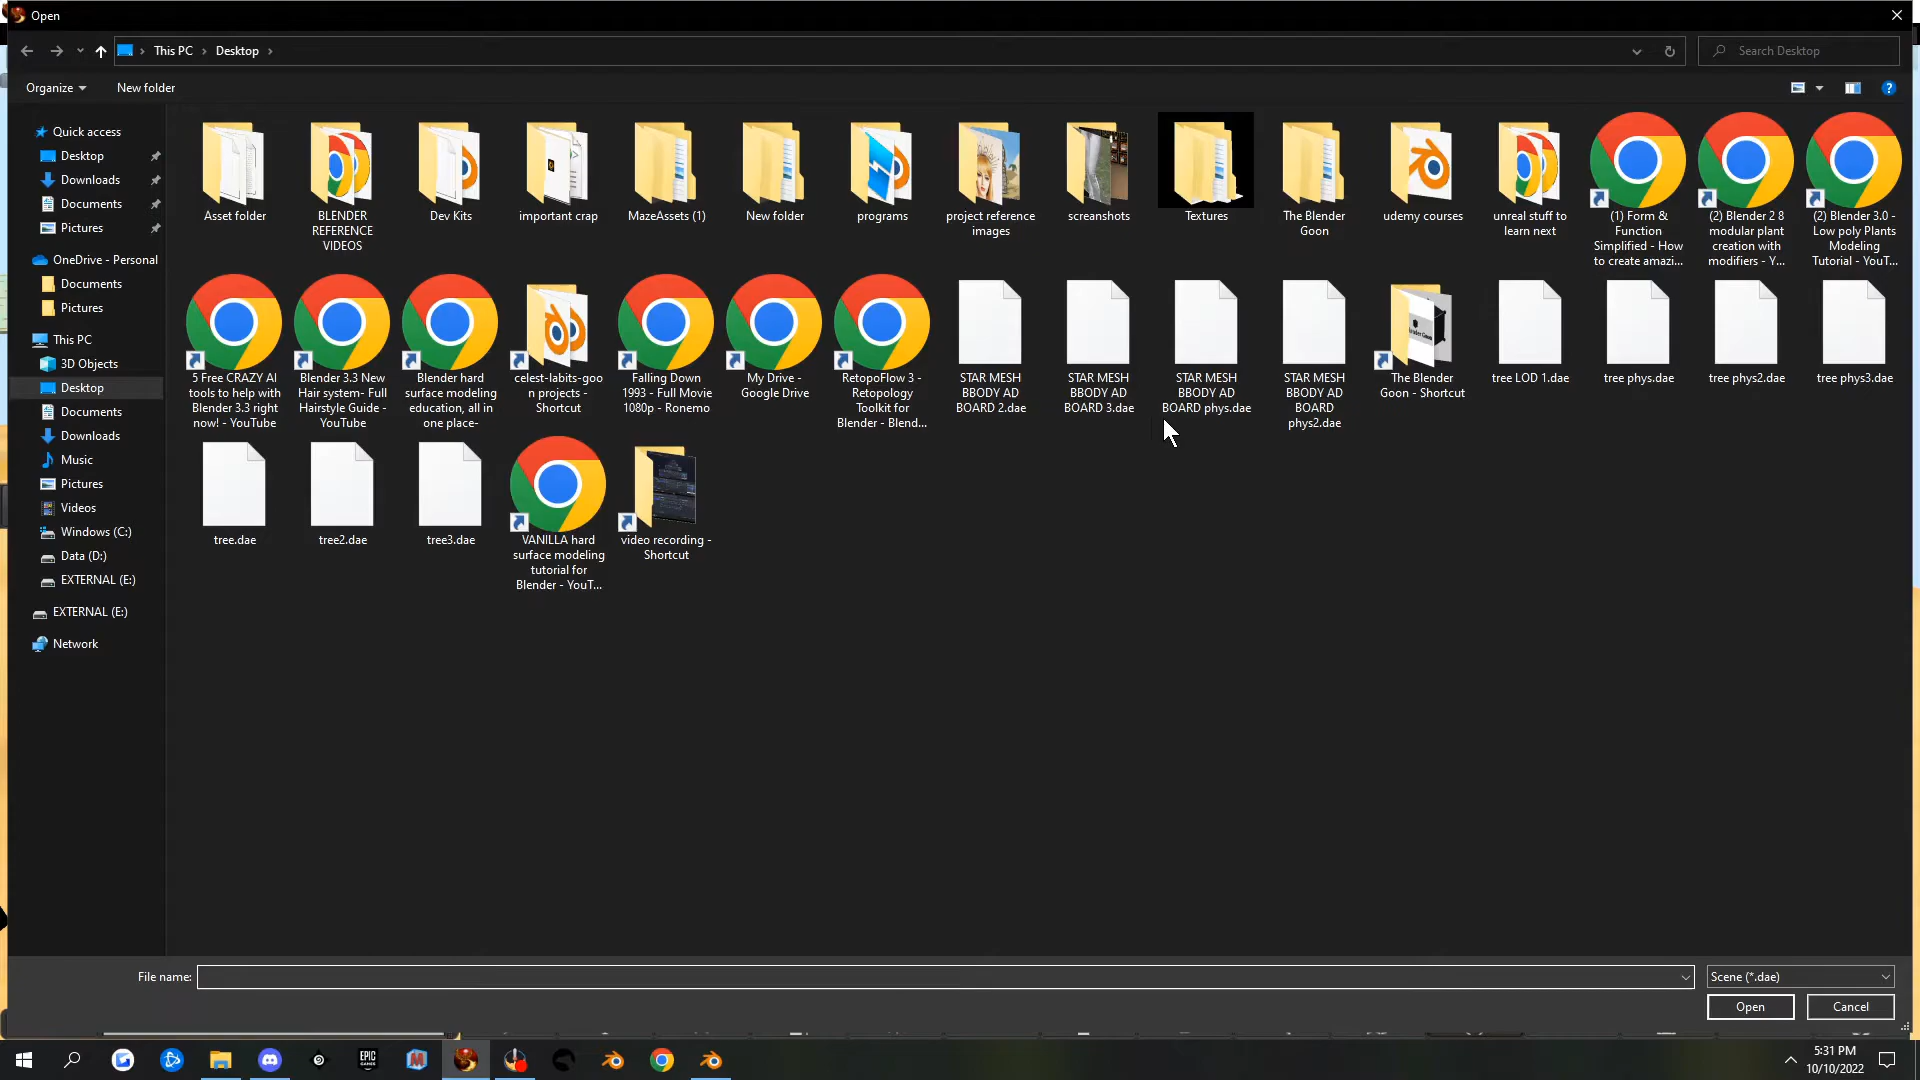 Open
This PC
Desktop
Search Desktop
Organize
New folder
Quick access
Desktop
Downloads
Documents
Pictures
OneDrive - Personal
Documents
Pictures
This PC
3D Objects
Desktop
Documents
Downloads
Music
Pictures
Videos
Windows (C:)
Data (D:)
EXTERNAL (E:)
EXTERNAL (E:)
Network
Asset folder
BLENDER
REFERENCE
VIDEOS
Dev Kits
important crap
MazeAssets (1)
New folder
programs
project reference
images
screanshots
Textures
The Blender
Goon
udemy courses
unreal stuff to
learn next
(1) Form &
Function
Simplified - How
to create amazi...
(2) Blender 2 8
modular plant
creation with
modifiers - Y...
(2) Blender 3.0 -
Low poly Plants
Modeling
Tutorial - YouT...
5 Free CRAZY AI
tools to help with
Blender 3.3 right
now! - YouTube
Blender 3.3 New
Hair system- Full
Hairstyle Guide -
YouTube
Blender hard
surface modeling
education, all in
one place-
celest-labits-goo
n projects -
Shortcut
Falling Down
1993 - Full Movie
1080p - Ronemo
My Drive -
Google Drive
RetopoFlow 3 -
Retopology
Toolkit for
Blender - Blend...
STAR MESH
BBODY AD
BOARD 2.dae
STAR MESH
BBODY AD
BOARD 3.dae
STAR MESH
BBODY AD
BOARD phys.dae
STAR MESH
BBODY AD
BOARD
phys2.dae
The Blender
Goon - Shortcut
tree LOD 1.dae
tree phys.dae
tree phys2.dae
tree phys3.dae
tree.dae
tree2.dae
tree3.dae
VANILLA hard
surface modeling
tutorial for
Blender - YouT...
video recording -
Shortcut
File name:
Scene (*.dae)
Open
Cancel
EPIC
GAMES
5:31 PM
10/10/2022